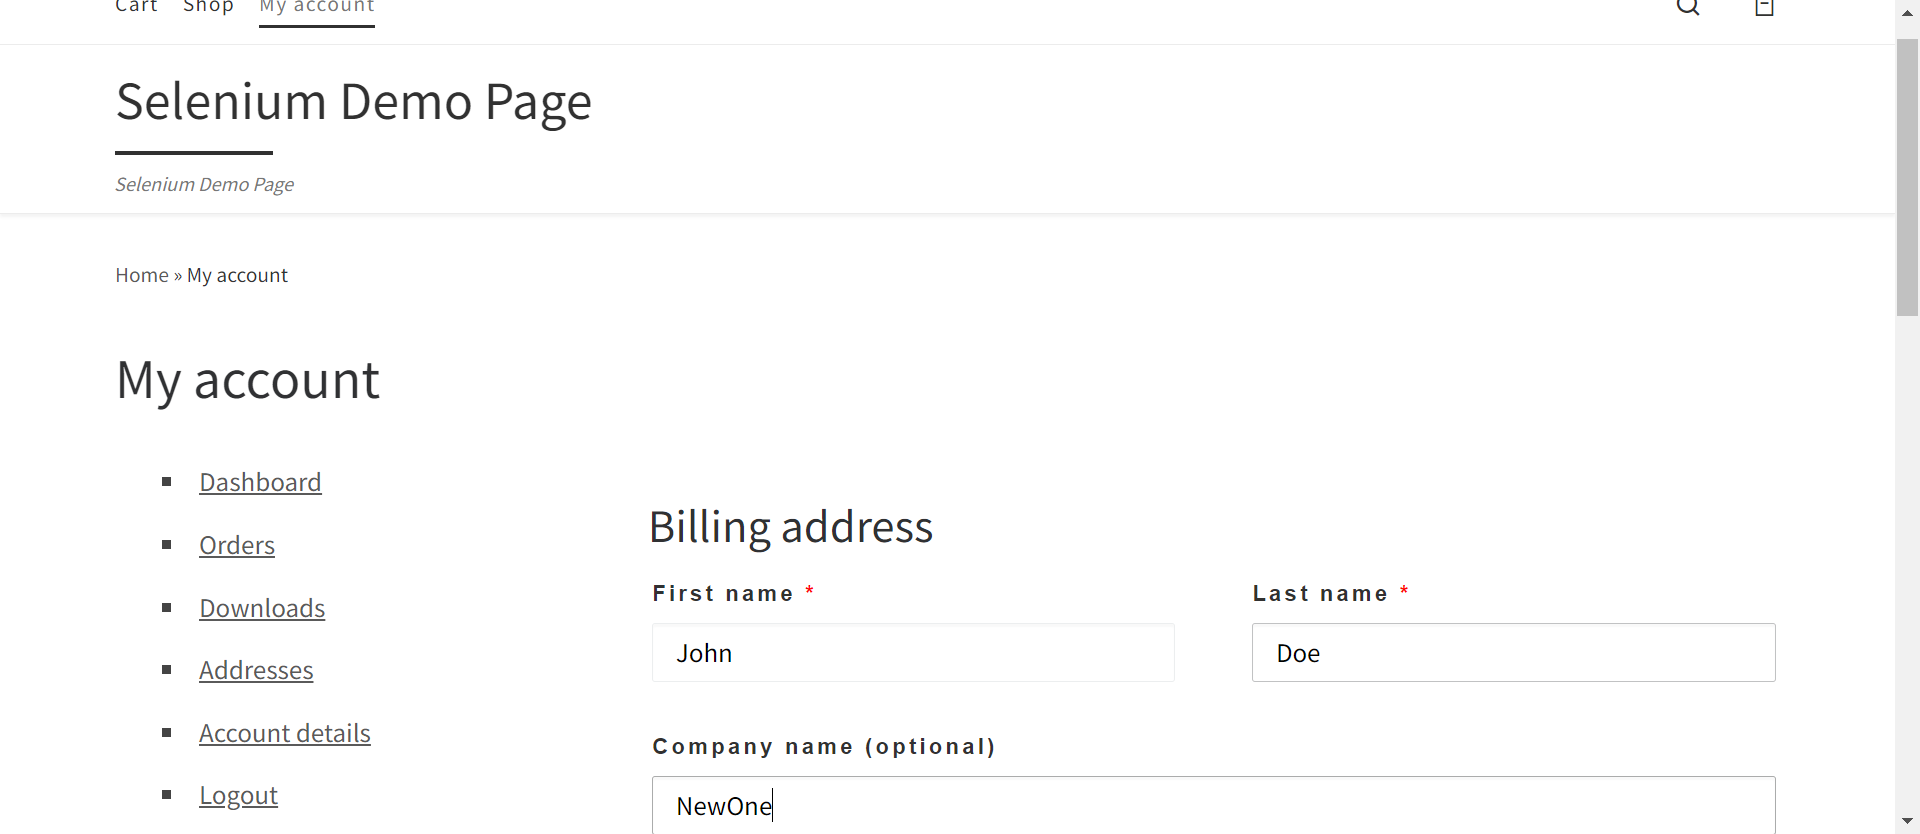 Cart Shop My account
Selenium Demo Page
Selenium Demo Page
Home » My account
My account
Dashboard
Orders
Downloads
Addresses
Account details
Logout
Billing address
First name * Last name *
John Doe
Company name (optional)
NewOne